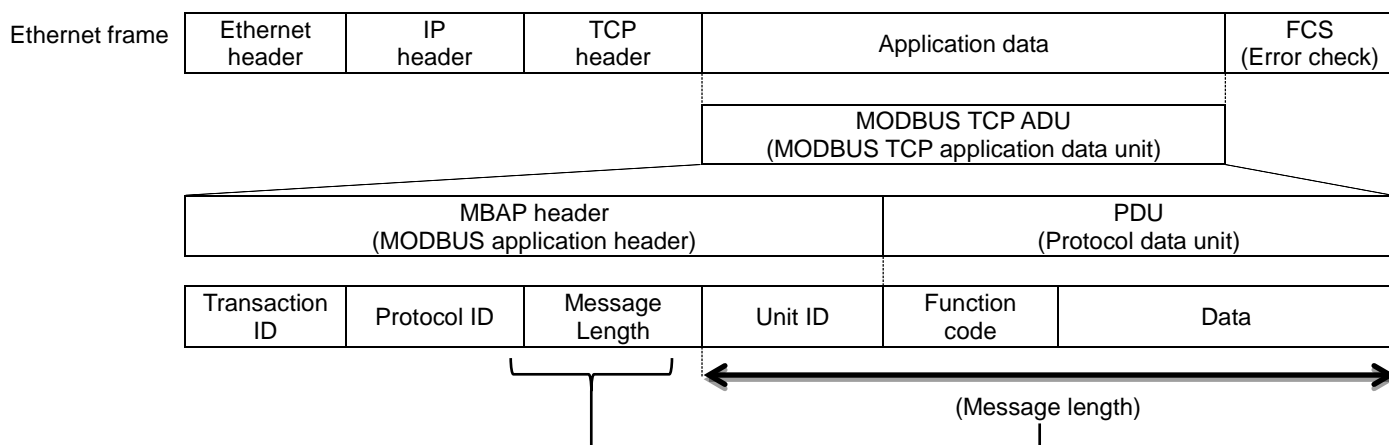 Ethernet frame
Ethernet
header
IP
header
TCP
header
Application data
FCS
(Error check)
MODBUS TCP ADU
(MODBUS TCP application data unit)
MBAP header
(MODBUS application header)
PDU
(Protocol data unit)
Transaction
ID
Protocol ID
Message
Length
Unit ID
Function
code
Data
(Message length)